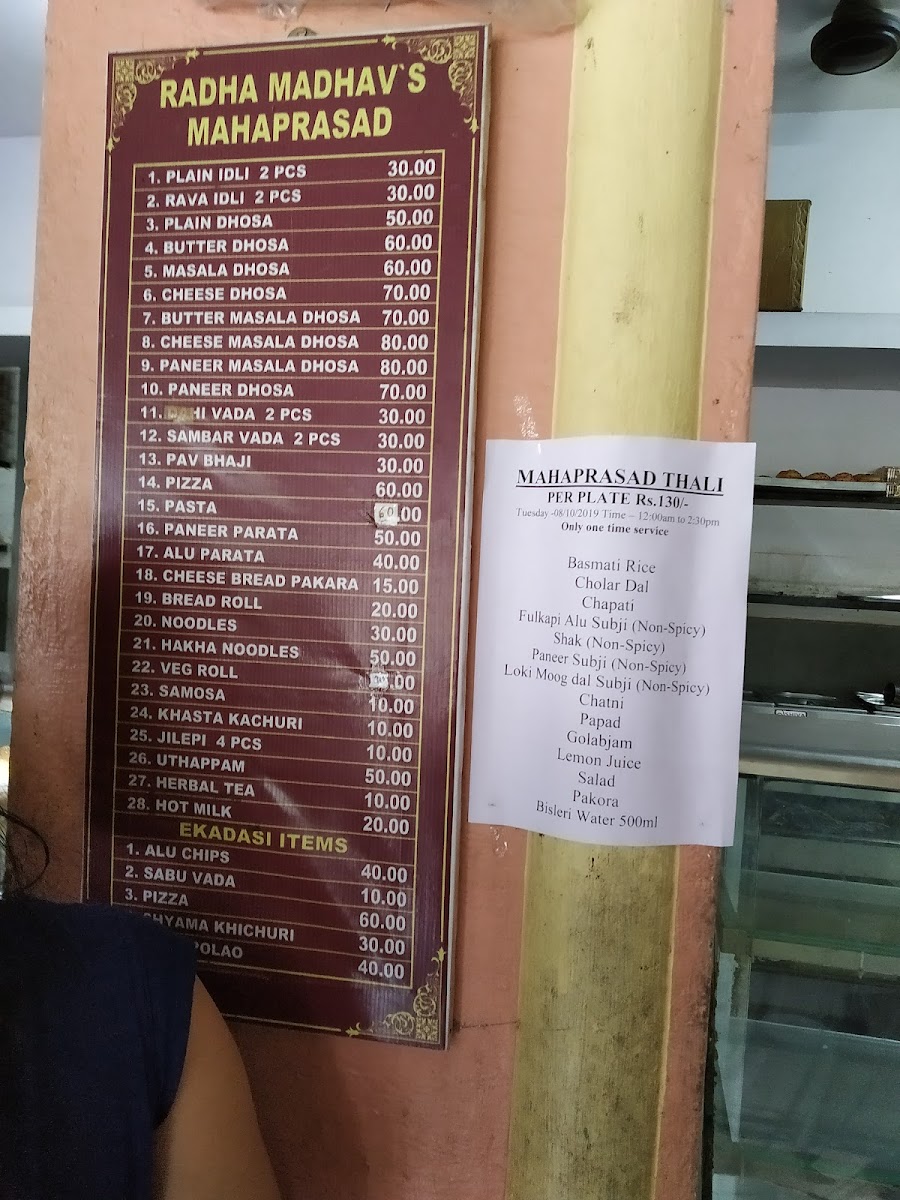 RADHA MADHAV`S
MAHAPRASAD
1. PLAIN IDLI 2 PCS 30.00
2. RAVA IDLI 2 PCS 30.00
3. PLAIN DHOSA 50.00
4. BUTTER DHOSA 60.00
5. MASALA DHOSA 60.00
6. CHEESE DHOSA 70.00
7. BUTTER MASALA DHOSA 70.00
8. CHEESE MASALA DHOSA 80.00
9. PANEER MASALA DHOSA 80.00
10. PANEER DHOSA 70.00
11. VADA 2 PCS 30.00
12. SAMBAR VADA 2 PCS 30.00
13. PAV BHAJI 30.00
14. PIZZA 60.00
15. PASTA 60.00
16. PANEER PARATA 50.00
17. ALU PARATA 40.00
18. CHEESE BREAD PAKARA 15.00
19. BREAD ROLL 20.00
20. NOODLES 30.00
21. HAKHA NOODLES 50.00
22. VEG ROLL .00
23. SAMOSA 10.00
24. KHASTA KACHURI 10.00
25. JILEPI 4 PCS 10.00
26. UTHAPPAM 50.00
27. HERBAL TEA 10.00
28. HOT MILK 20.00
EKADASI ITEMS
1. ALU CHIPS 40.00
2. SABU VADA 10.00
3. PIZZA 60.00
SHYAMA KHICHURI 30.00
POLAO 40.00
MAHAPRASAD THALI
PER PLATE Rs.130/-
Tuesday -08/10/2019 Time – 12:00am to 2:30pm
Only one time service
Basmati Rice
Cholar Dal
Chapati
Fulkapi Alu Subji (Non-Spicy)
Shak (Non-Spicy)
Paneer Subji (Non-Spicy)
Loki Moog dal Subji (Non-Spicy)
Chatni
Papad
Golabjam
Lemon Juice
Salad
Pakora
Bisleri Water 500ml